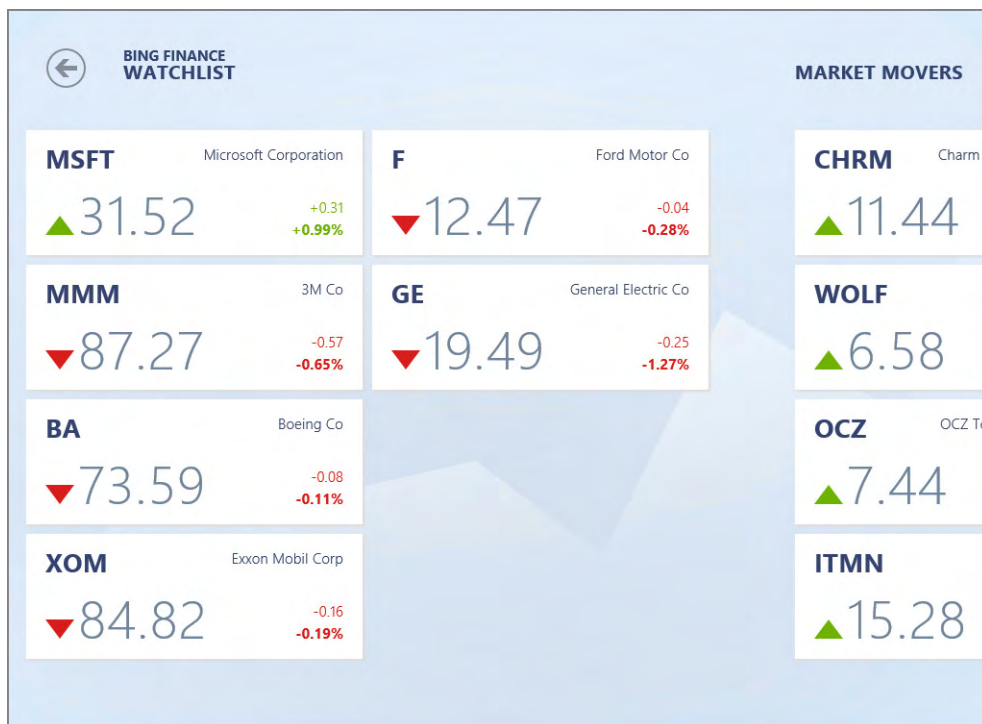 BING FINANCE
WATCHLIST
MARKET MOVERS
MSFT Microsoft Corporation
31.52
+0.31
+0.99%
F Ford Motor Co
12.47
-0.04
-0.28%
CHRM Charm
11.44
MMM 3M Co
87.27
-0.57
-0.65%
GE General Electric Co
19.49
-0.25
-1.27%
WOLF
6.58
BA Boeing Co
73.59
-0.08
-0.11%
OCZ OCZ Te
7.44
XOM Exxon Mobil Corp
84.82
-0.16
-0.19%
ITMN
15.28